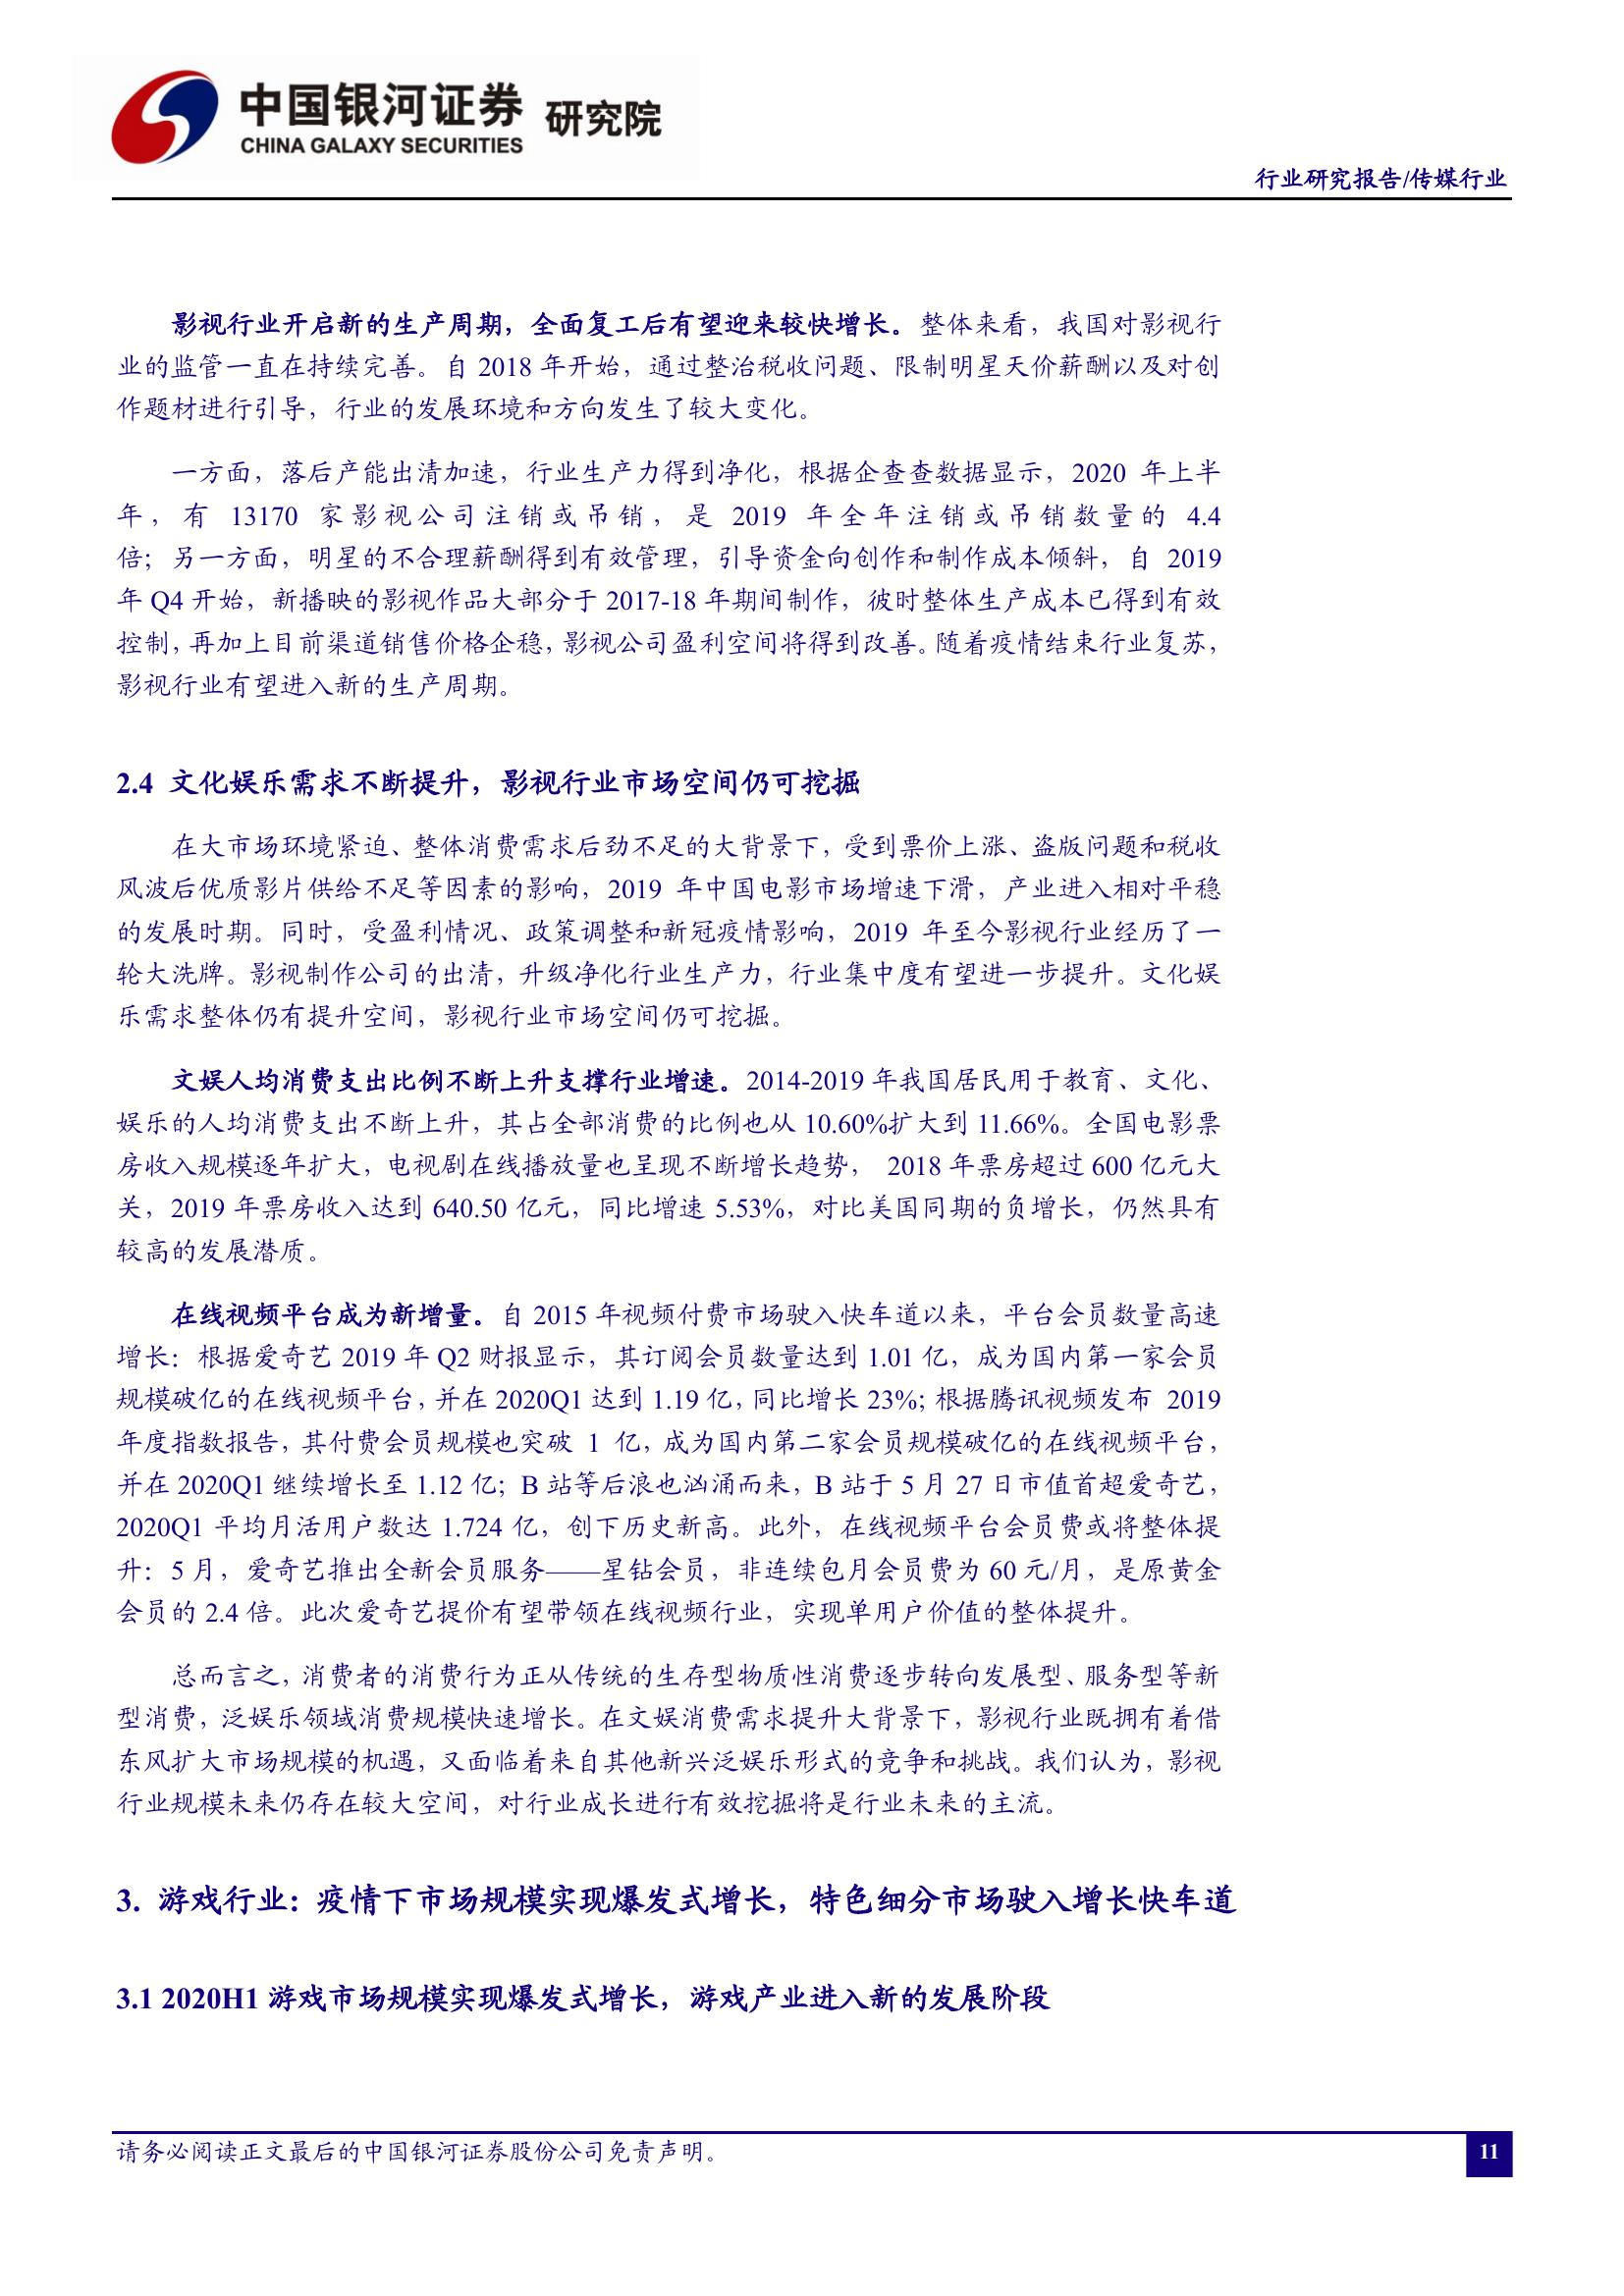 中国银河证券 研究院
CHINA GALAXY SECURITIES
行业研究报告/传媒行业
影视行业开启新的生产周期，全面复工后有望迎来较快增长。整体来看，我国对影视行
业的监管一直在持续完善。自 2018 年开始，通过整治税收问题、限制明星天价薪酬以及对创
作题材进行引导，行业的发展环境和方向发生了较大变化。
一方面，落后产能出清加速，行业生产力得到净化，根据企查查数据显示，2020 年上半
年，有 13170 家影视公司注销或吊销，是 2019 年全年注销或吊销数量的 4.4
倍；另一方面，明星的不合理薪酬得到有效管理，引导资金向创作和制作成本倾斜，自 2019
年 Q4 开始，新播映的影视作品大部分于 2017-18 年期间制作，彼时整体生产成本已得到有效
控制，再加上目前渠道销售价格企稳，影视公司盈利空间将得到改善。随着疫情结束行业复苏，
影视行业有望进入新的生产周期。
2.4 文化娱乐需求不断提升，影视行业市场空间仍可挖掘
在大市场环境紧迫、整体消费需求后劲不足的大背景下，受到票价上涨、盗版问题和税收
风波后优质影片供给不足等因素的影响，2019 年中国电影市场增速下滑，产业进入相对平稳
的发展时期。同时，受盈利情况、政策调整和新冠疫情影响，2019 年至今影视行业经历了一
轮大洗牌。影视制作公司的出清，升级净化行业生产力，行业集中度有望进一步提升。文化娱
乐需求整体仍有提升空间，影视行业市场空间仍可挖掘。
文娱人均消费支出比例不断上升支撑行业增速。2014-2019 年我国居民用于教育、文化、
娱乐的人均消费支出不断上升，其占全部消费的比例也从 10.60%扩大到 11.66%。全国电影票
房收入规模逐年扩大，电视剧在线播放量也呈现不断增长趋势， 2018 年票房超过 600 亿元大
关，2019 年票房收入达到 640.50 亿元，同比增速 5.53%，对比美国同期的负增长，仍然具有
较高的发展潜质。
在线视频平台成为新增量。自 2015 年视频付费市场驶入快车道以来，平台会员数量高速
增长：根据爱奇艺 2019 年 Q2 财报显示，其订阅会员数量达到 1.01 亿，成为国内第一家会员
规模破亿的在线视频平台，并在 2020Q1 达到 1.19 亿，同比增长 23%；根据腾讯视频发布 2019
年度指数报告，其付费会员规模也突破 1 亿，成为国内第二家会员规模破亿的在线视频平台，
并在 2020Q1 继续增长至 1.12 亿；B 站等后浪也汹涌而来，B 站于 5 月 27 日市值首超爱奇艺，
2020Q1 平均月活用户数达 1.724 亿，创下历史新高。此外，在线视频平台会员费或将整体提
升：5 月，爱奇艺推出全新会员服务——星钻会员，非连续包月会员费为 60 元/月，是原黄金
会员的 2.4 倍。此次爱奇艺提价有望带领在线视频行业，实现单用户价值的整体提升。
总而言之，消费者的消费行为正从传统的生存型物质性消费逐步转向发展型、服务型等新
型消费，泛娱乐领域消费规模快速增长。在文娱消费需求提升大背景下，影视行业既拥有着借
东风扩大市场规模的机遇，又面临着来自其他新兴泛娱乐形式的竞争和挑战。我们认为，影视
行业规模未来仍存在较大空间，对行业成长进行有效挖掘将是行业未来的主流。
3. 游戏行业：疫情下市场规模实现爆发式增长，特色细分市场驶入增长快车道
3.1 2020H1 游戏市场规模实现爆发式增长，游戏产业进入新的发展阶段
请务必阅读正文最后的中国银河证券股份公司免责声明。
11